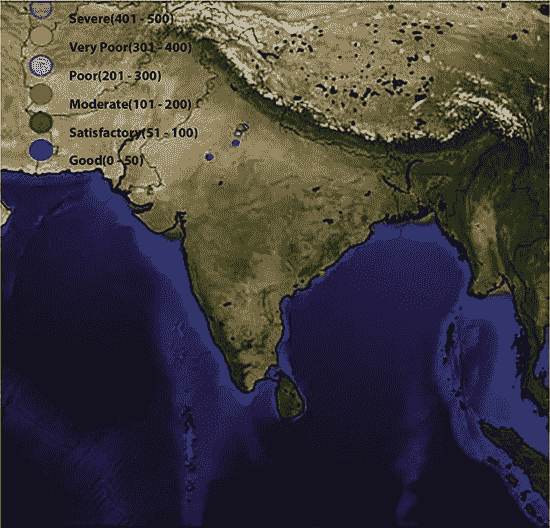 Severe(401 - 500)
Very Poor(301 - 400)
Poor(201 - 300)
Moderate(101 - 200)
Satisfactory(51 - 100)
Good(0 - 50)